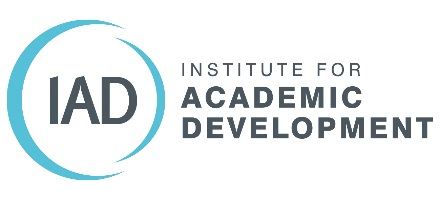 IAD
INSTITUTE FOR
ACADEMIC
DEVELOPMENT